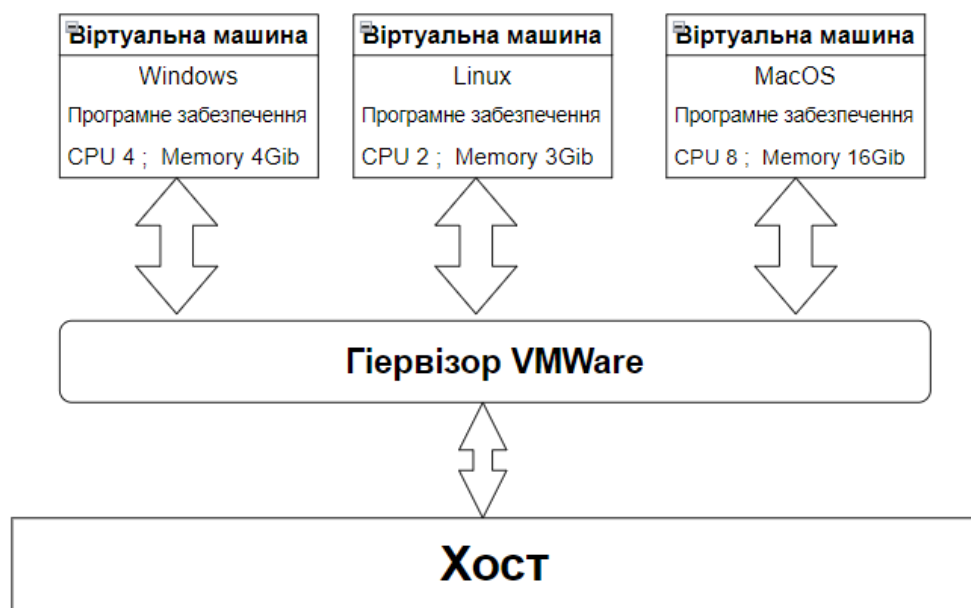 Віртуальна машина
Windows
Програмне забезпечення
CPU 4 ; Memory 4Gib
Віртуальна машина
Linux
Програмне забезпечення
CPU 2 ; Memory 3Gib
Віртуальна машина
MacOS
Програмне забезпечення
CPU 8 ; Memory 16Gib
Гіервізор VMWare
Хост